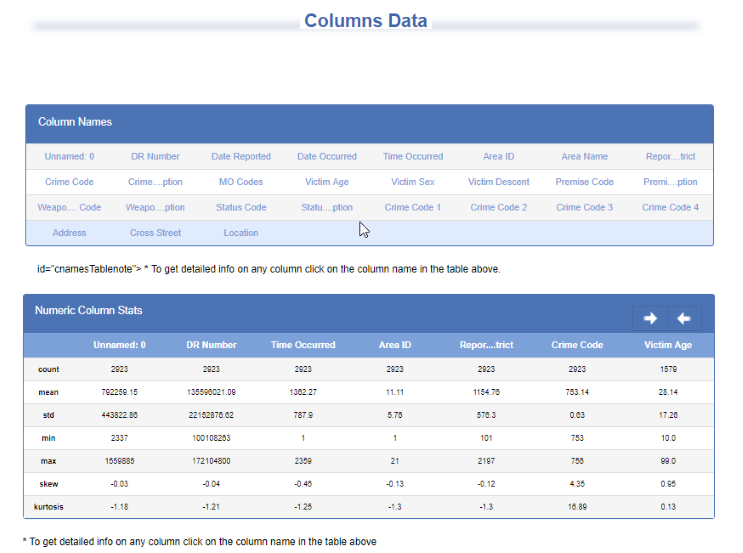 Columns Data
Column Names
Unnamed: 0 DR Number Date Reported Date Occurred Time Occurred Area ID Area Name Repor....trict
Crime Code Crime....ption MO Codes Victim Age Victim Sex Victim Descent Premise Code Premi....ption
Weapo.... Code Weapo....ption Status Code Statu....ption Crime Code 1 Crime Code 2 Crime Code 3 Crime Code 4
Address Cross Street Location
id="cnamesTablenote"> * To get detailed info on any column click on the column name in the table above.
Numeric Column Stats
Unnamed: 0 DR Number Time Occurred Area ID Repor....trict Crime Code Victim Age
count 2923 2923 2923 2923 2923 2923 1579
mean 792259.15 135596021.09 1362.27 11.11 1154.76 753.14 28.14
std 443822.86 22152876.62 787.9 5.76 576.3 0.63 17.26
min 2337 100108263 1 1 101 753 10.0
max 1559885 172104800 2359 21 2197 756 99.0
skew -0.03 -0.04 -0.46 -0.13 -0.12 4.35 0.95
kurtosis -1.18 -1.21 -1.25 -1.3 -1.3 16.89 0.13
* To get detailed info on any column click on the column name in the table above